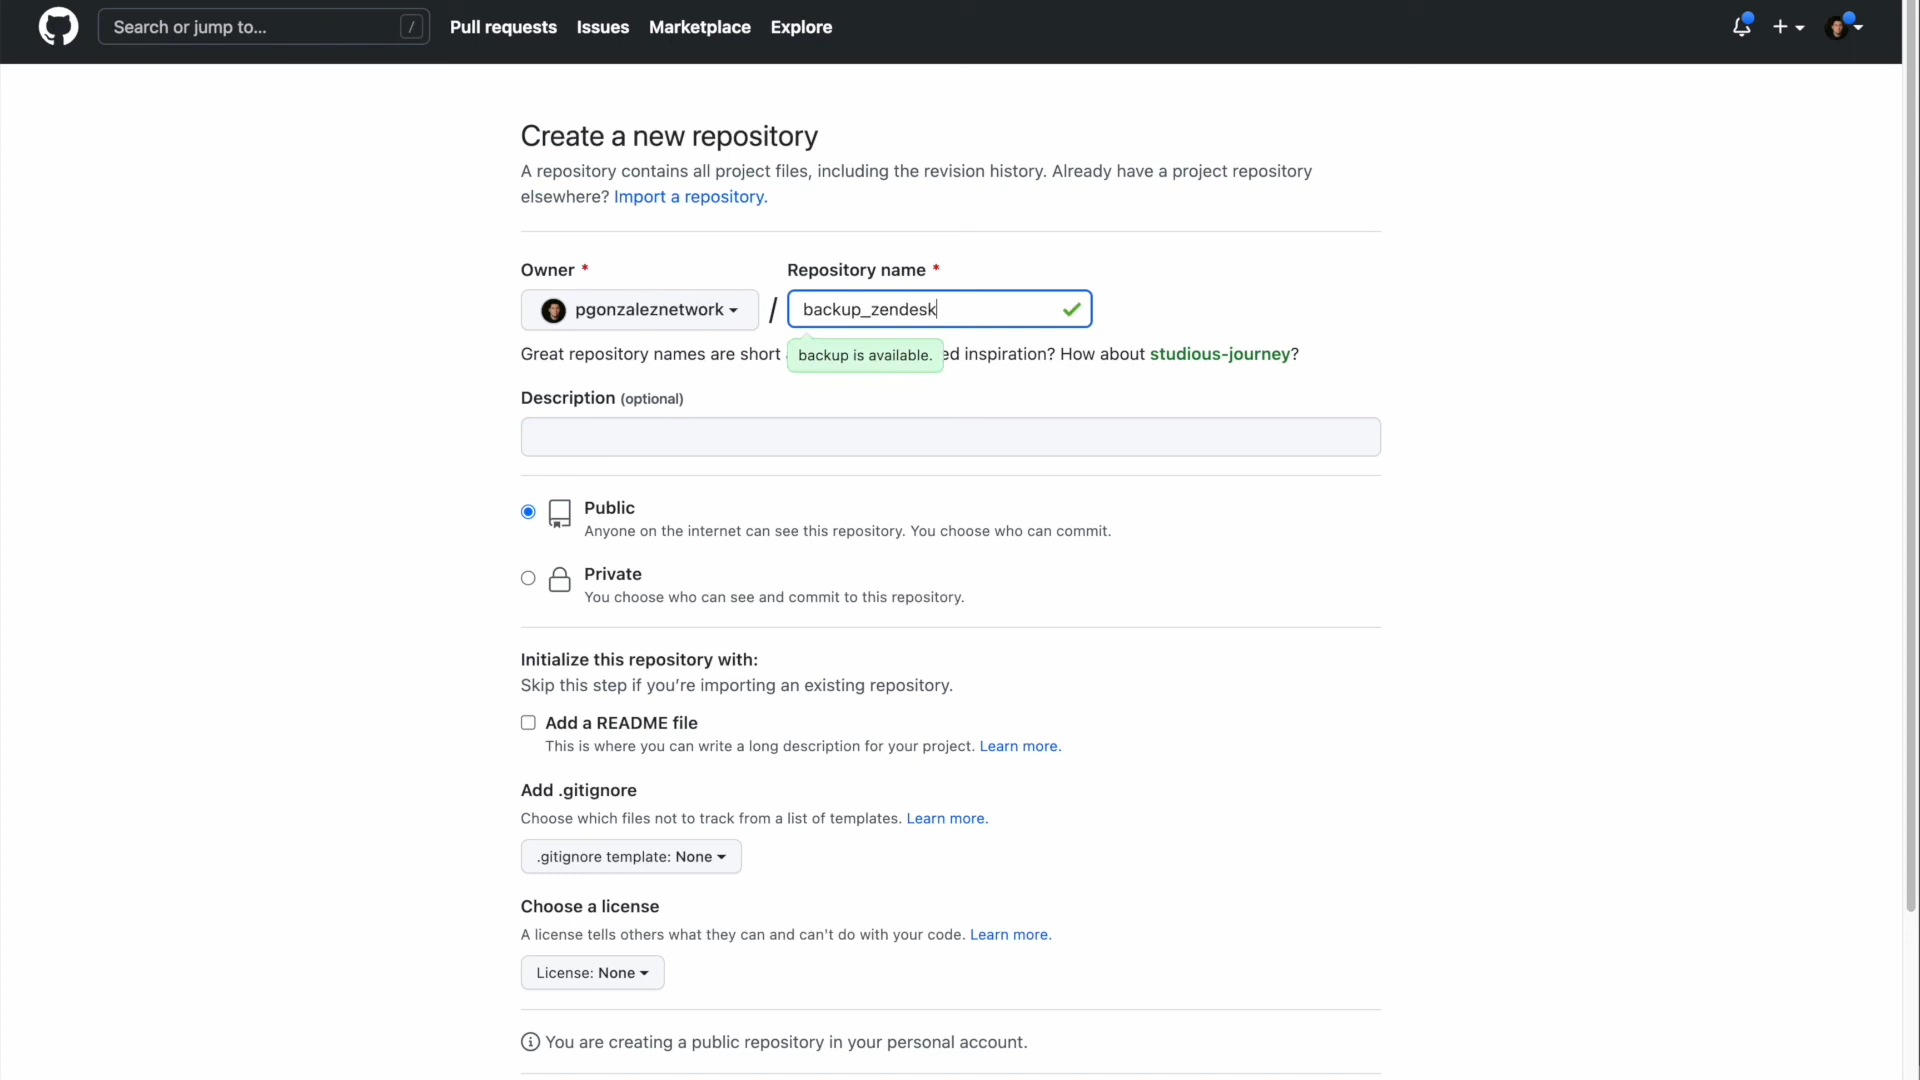 Search or jump to...
/
Pull requests
Issues
Marketplace
Explore
Create a new repository
A repository contains all project files, including the revision history. Already have a project repository
elsewhere? Import a repository.
Owner *
Repository name *
pgonzaleznetwork
/
backup_zendesk
Great repository names are short
backup is available.
ed inspiration? How about studious-journey?
Description (optional)
Public
Anyone on the internet can see this repository. You choose who can commit.
Private
You choose who can see and commit to this repository.
Initialize this repository with:
Skip this step if you’re importing an existing repository.
Add a README file
This is where you can write a long description for your project. Learn more.
Add .gitignore
Choose which files not to track from a list of templates. Learn more.
.gitignore template: None
Choose a license
A license tells others what they can and can't do with your code. Learn more.
License: None
You are creating a public repository in your personal account.